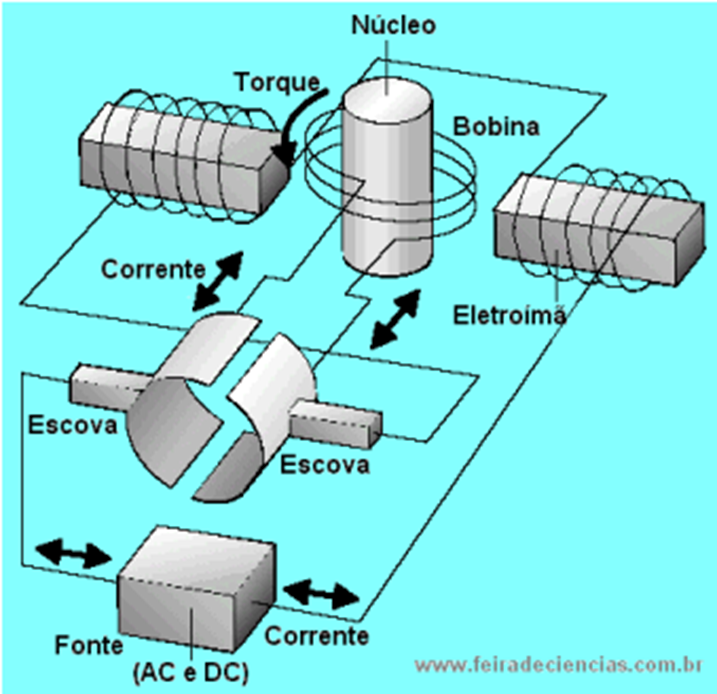 Núcleo
Torque
Bobina
Corrente
Eletroímã
Escova
Escova
Fonte
(AC e DC)
Corrente
www.feiradeciencias.com.br